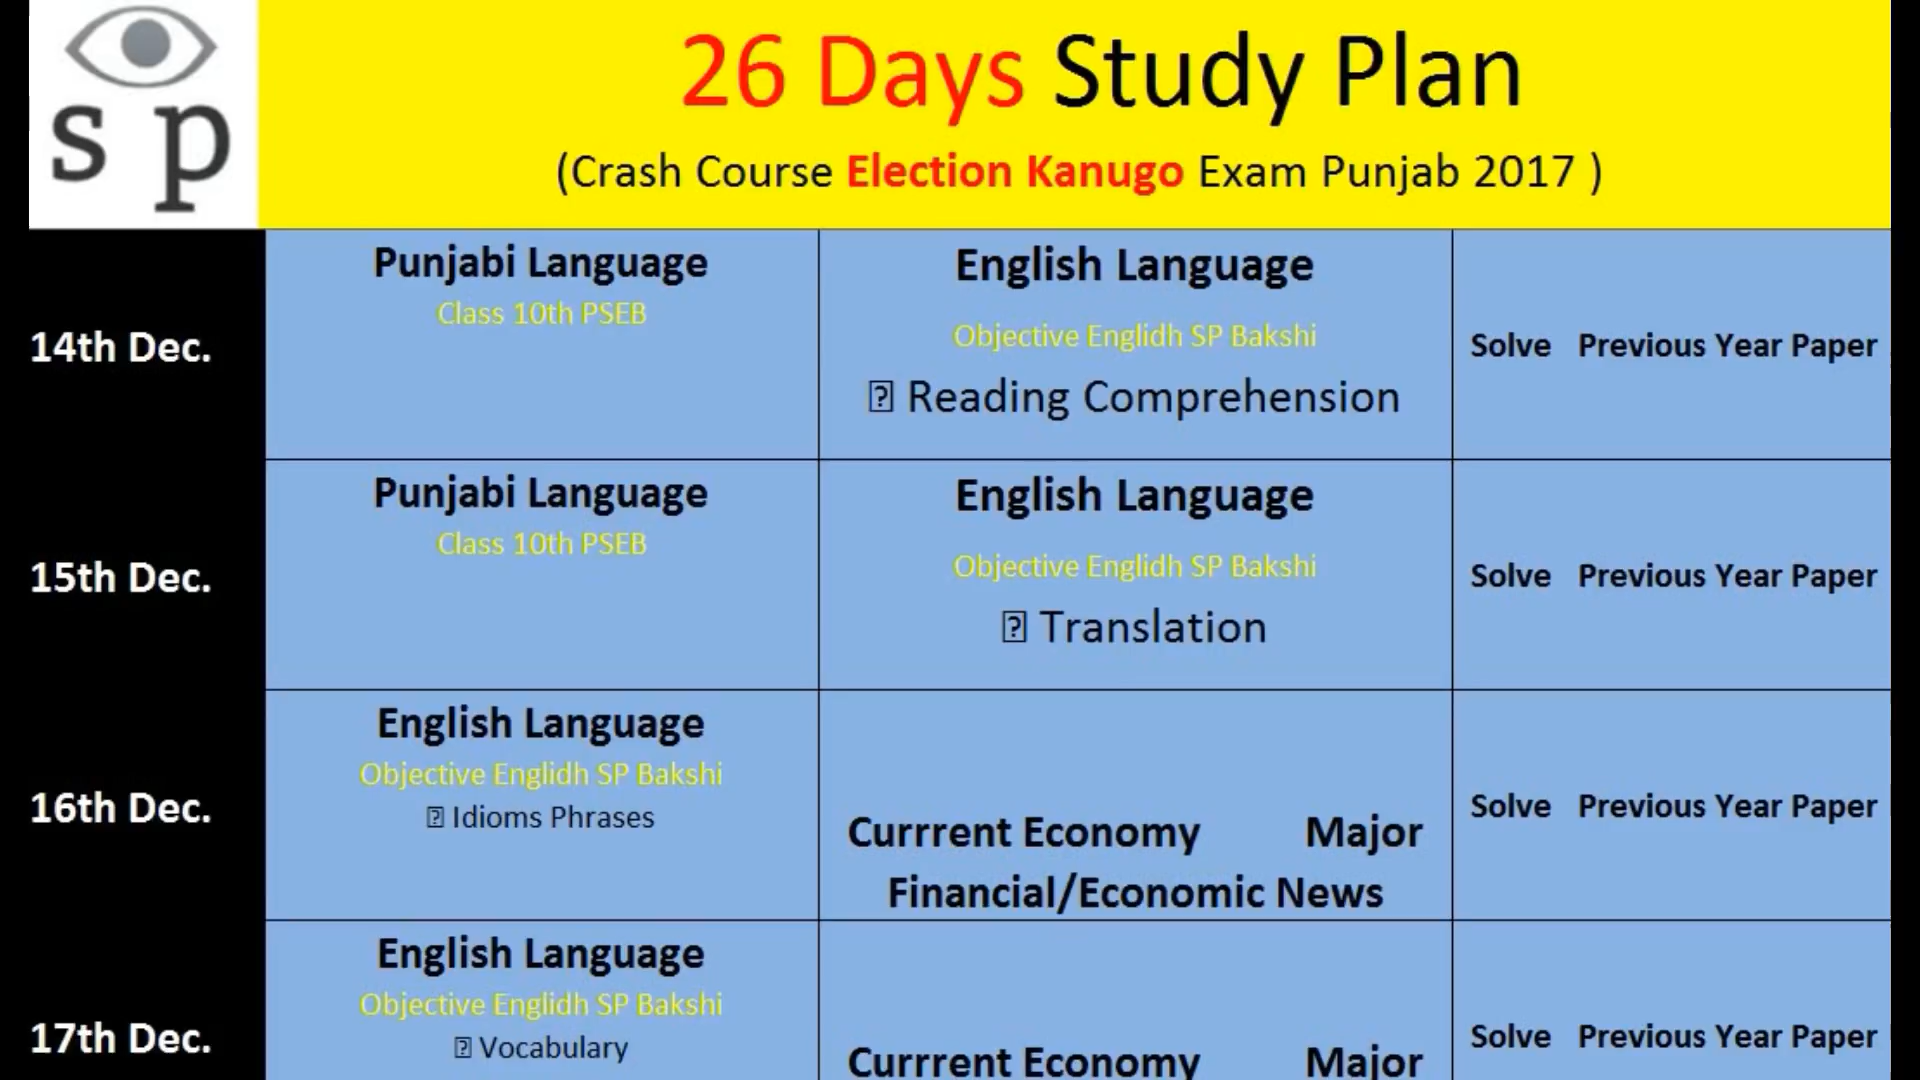 s p
26 Days Study Plan
(Crash Course Election Kanugo Exam Punjab 2017 )
14th Dec.
Punjabi Language
Class 10th PSEB
English Language
Objective Englidh SP Bakshi
Reading Comprehension
Solve Previous Year Paper
15th Dec.
Punjabi Language
Class 10th PSEB
English Language
Objective Englidh SP Bakshi
Translation
Solve Previous Year Paper
16th Dec.
English Language
Objective Englidh SP Bakshi
Idioms Phrases
Currrent Economy Major
Financial/Economic News
Solve Previous Year Paper
17th Dec.
English Language
Objective Englidh SP Bakshi
Vocabulary
Currrent Economy Major
Solve Previous Year Paper